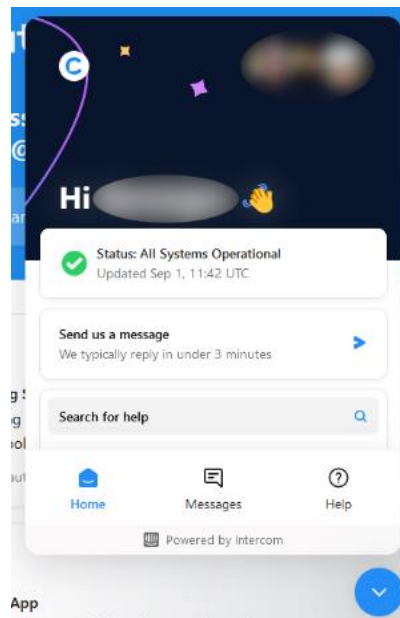 C
Hi
Status: All Systems Operational
Updated Sep 1, 11:42 UTC
Send us a message
We typically reply in under 3 minutes
Search for help
Home
Messages
Help
Powered by Intercom
App